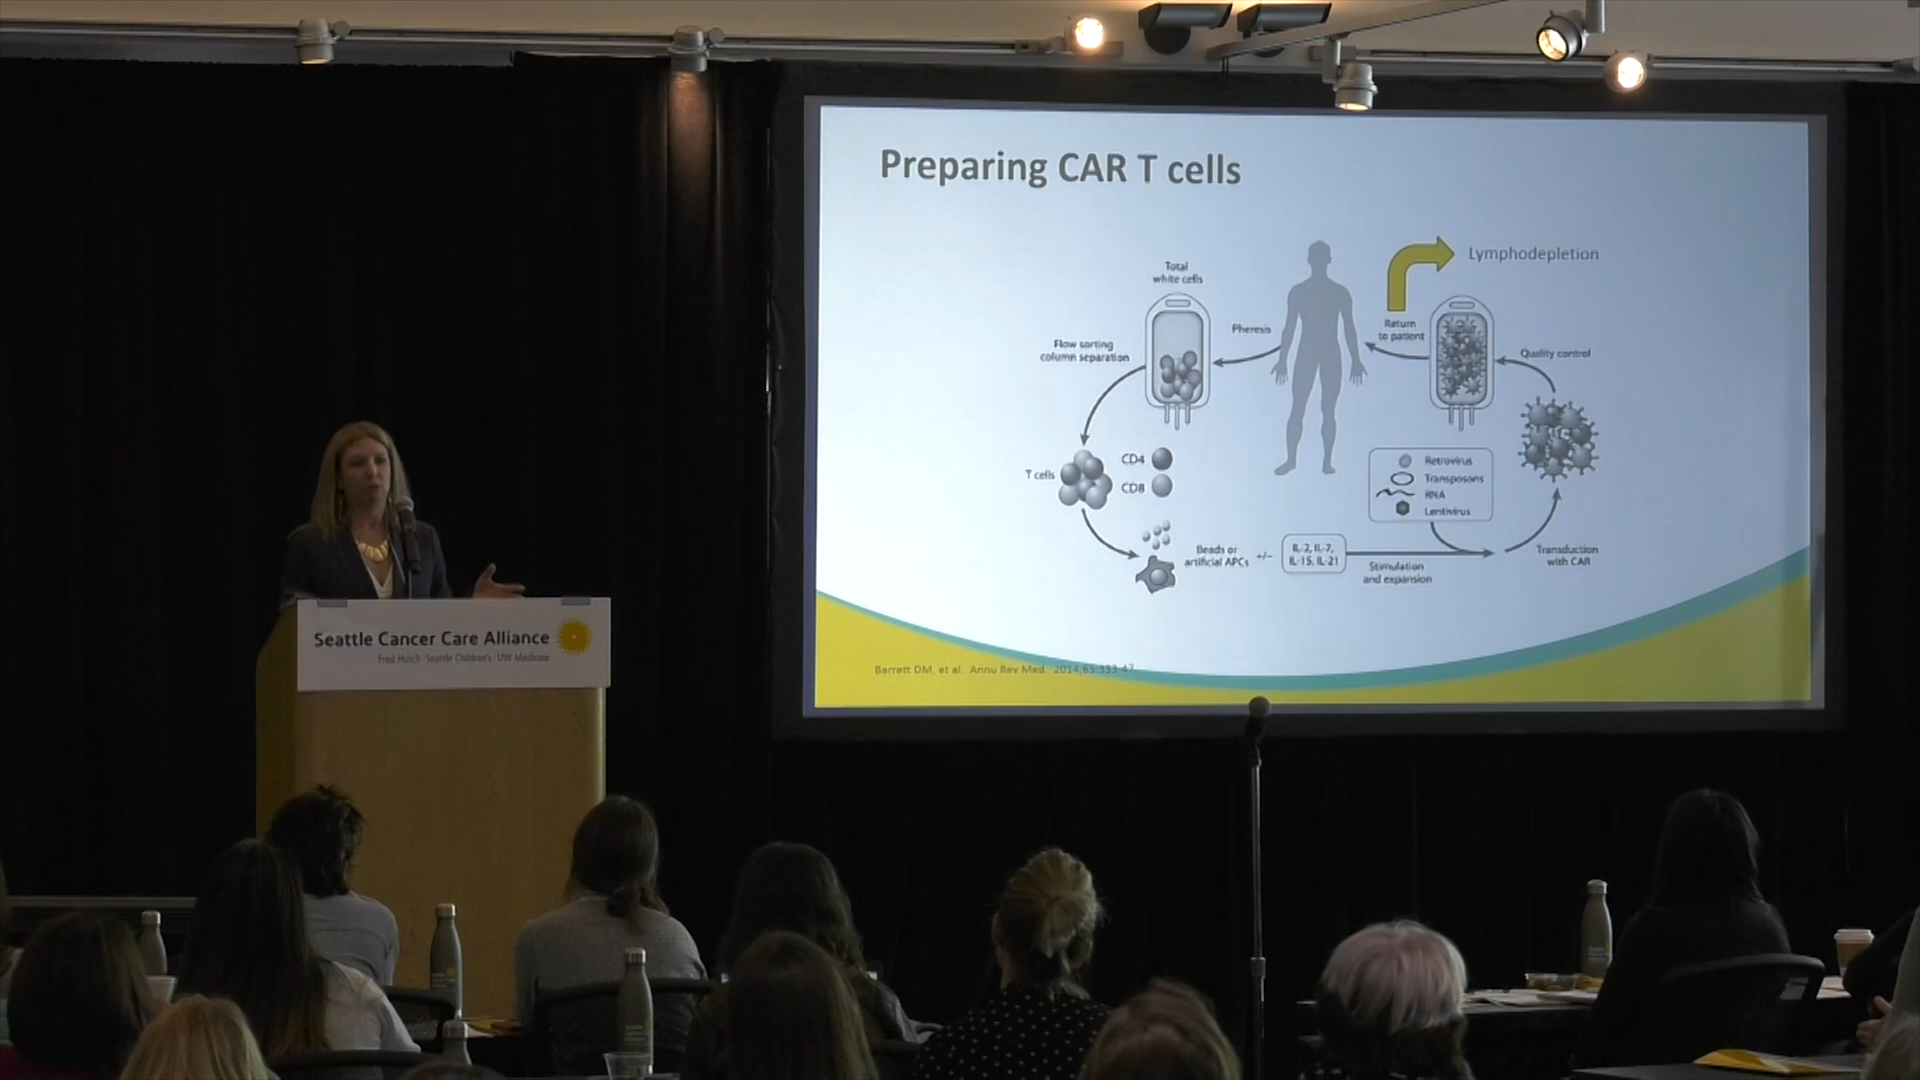 Preparing CAR T cells
Lymphodepletion
Total
white cells
Pheresis
Return
to patient
Flow sorting
column separation
Quality control
T cells
CD4
CD8
Retrovirus
Transposons
RNA
Lentivirus
Beads or
artificial APCs
+/-
IL-2, IL-7,
IL-15, IL-21
Stimulation
and expansion
Transduction
with CAR
Barrett DM, et al. Annu Rev Med. 2014;65:333-47
Seattle Cancer Care Alliance
Fred Hutch · Seattle Children's · UW Medicine